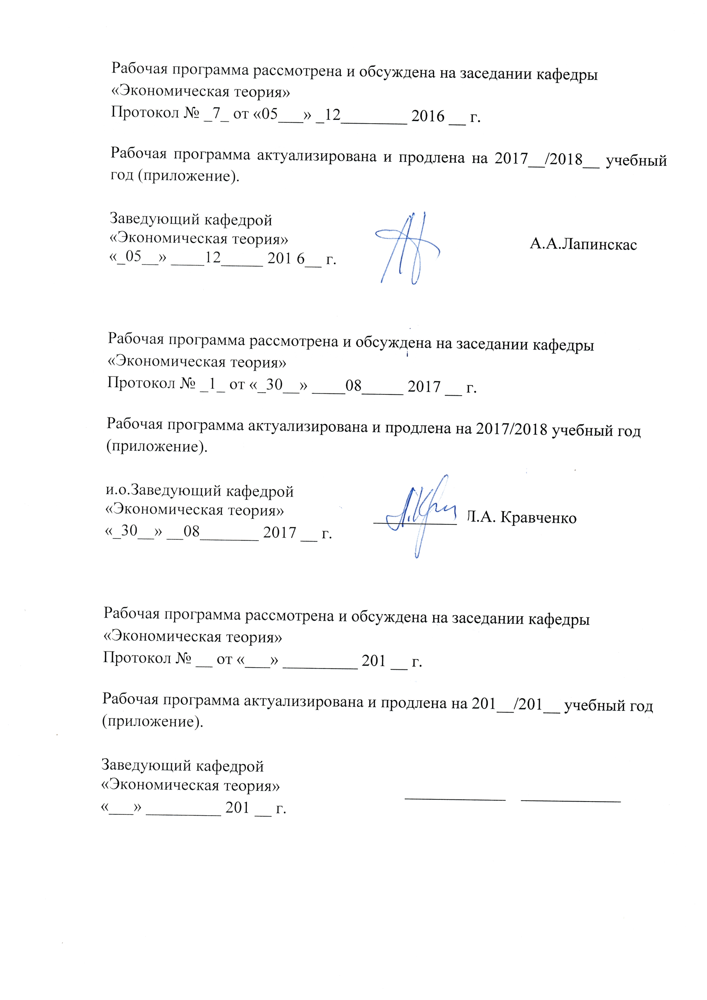 Рабочая программа рассмотрена и обсуждена на заседании кафедры
«Экономическая теория»
Протокол № _7_ от «05___» _12________ 2016 __ г.
Рабочая программа актуализирована и продлена на 2017__/2018__ учебный
год (приложение).
Заведующий кафедрой
«Экономическая теория»
А.А.Лапинскас
«_05__» ____12_____ 201 6__ г.
Рабочая программа рассмотрена и обсуждена на заседании кафедры
«Экономическая теория»
Протокол № _1_ от «_30__» ____08_____ 2017 __ г.
Рабочая программа актуализирована и продлена на 2017/2018 учебный год
(приложение).
и.о.Заведующий кафедрой
«Экономическая теория»
__________ Л.А. Кравченко
«_30__» __08_______ 2017 __ г.
Рабочая программа рассмотрена и обсуждена на заседании кафедры
«Экономическая теория»
Протокол № __ от «___» _________ 201 __ г.
Рабочая программа актуализирована и продлена на 201__/201__ учебный год
(приложение).
Заведующий кафедрой
«Экономическая теория»
____________ ____________
«___» _________ 201 __ г.